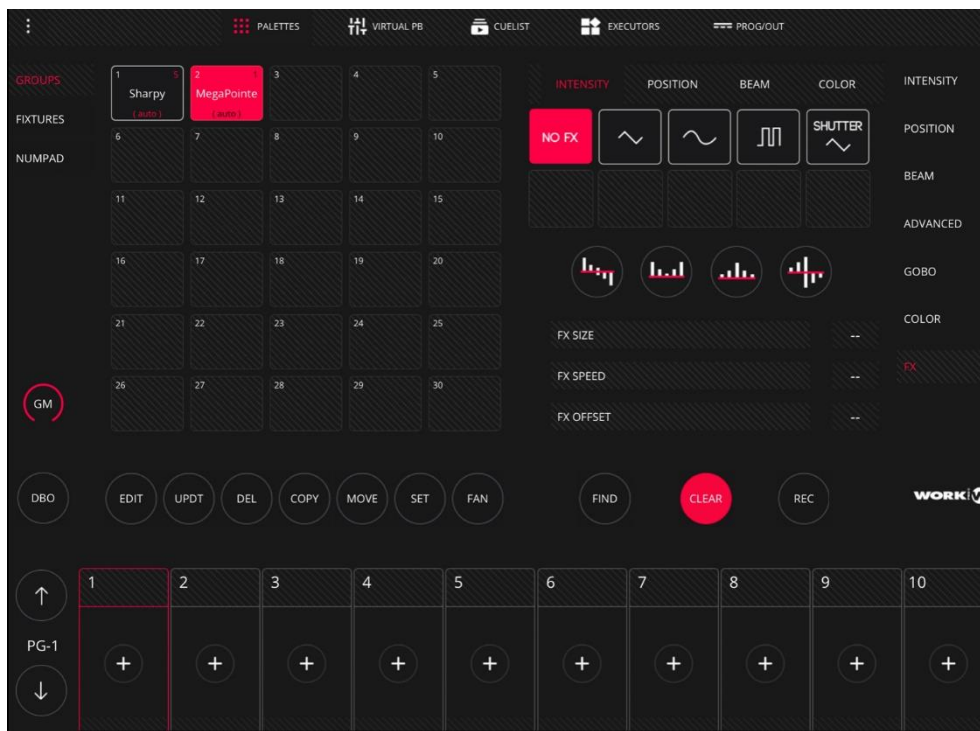 PALETTES VIRTUAL PB CUELIST EXECUTORS PROG/OUT
GROUPS
FIXTURES
NUMPAD
1 S 2 S 3 4 5
Sharpy MegaPointe
(auto) (auto)
6 7 8 9 10
11 12 13 14 15
16 17 18 19 20
21 22 23 24 25
26 27 28 29 30
GM
INTENSITY POSITION BEAM COLOR
NO FX SHUTTER
FX SIZE --
FX SPEED --
FX OFFSET --
INTENSITY
POSITION
BEAM
ADVANCED
GOBO
COLOR
FX
DBO EDIT UPDT DEL COPY MOVE SET FAN FIND CLEAR REC
WORK
1 2 3 4 5 6 7 8 9 10
PG-1
+ + + + + + + + + +